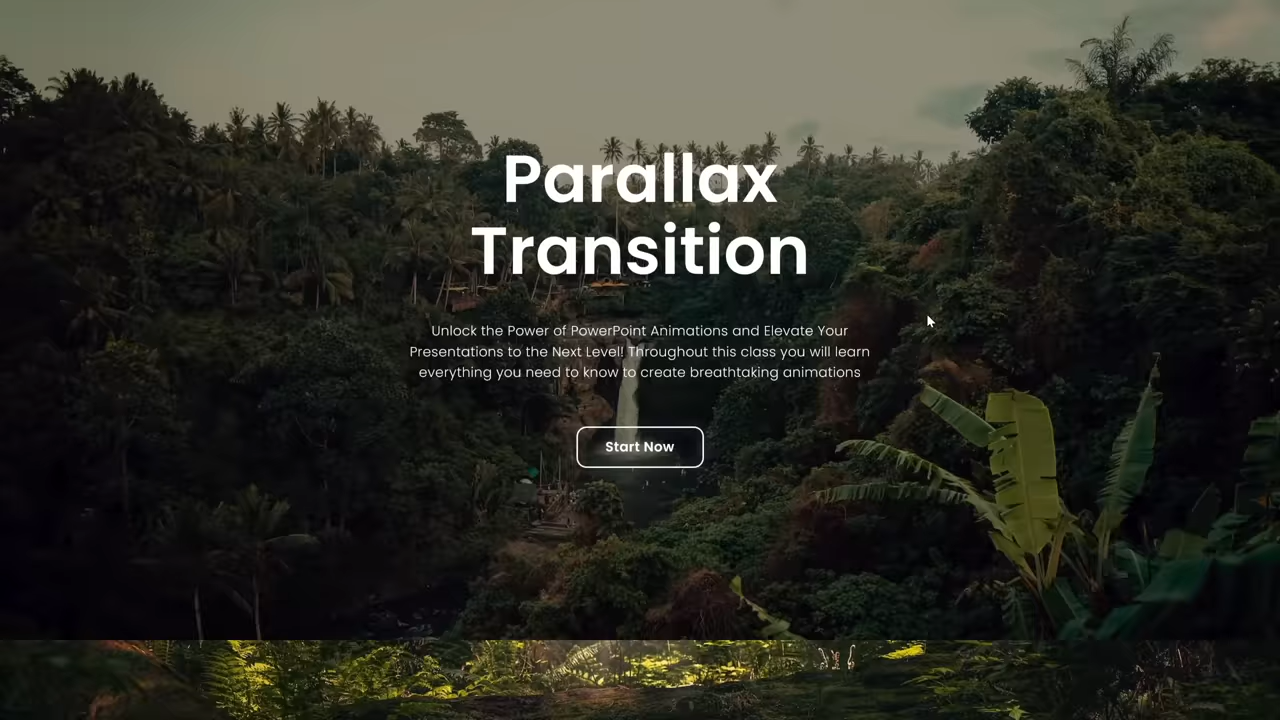 Parallax
Transition
Unlock the Power of PowerPoint Animations and Elevate Your
Presentations to the Next Level! Throughout this class you will learn
everything you need to know to create breathtaking animations
Start Now